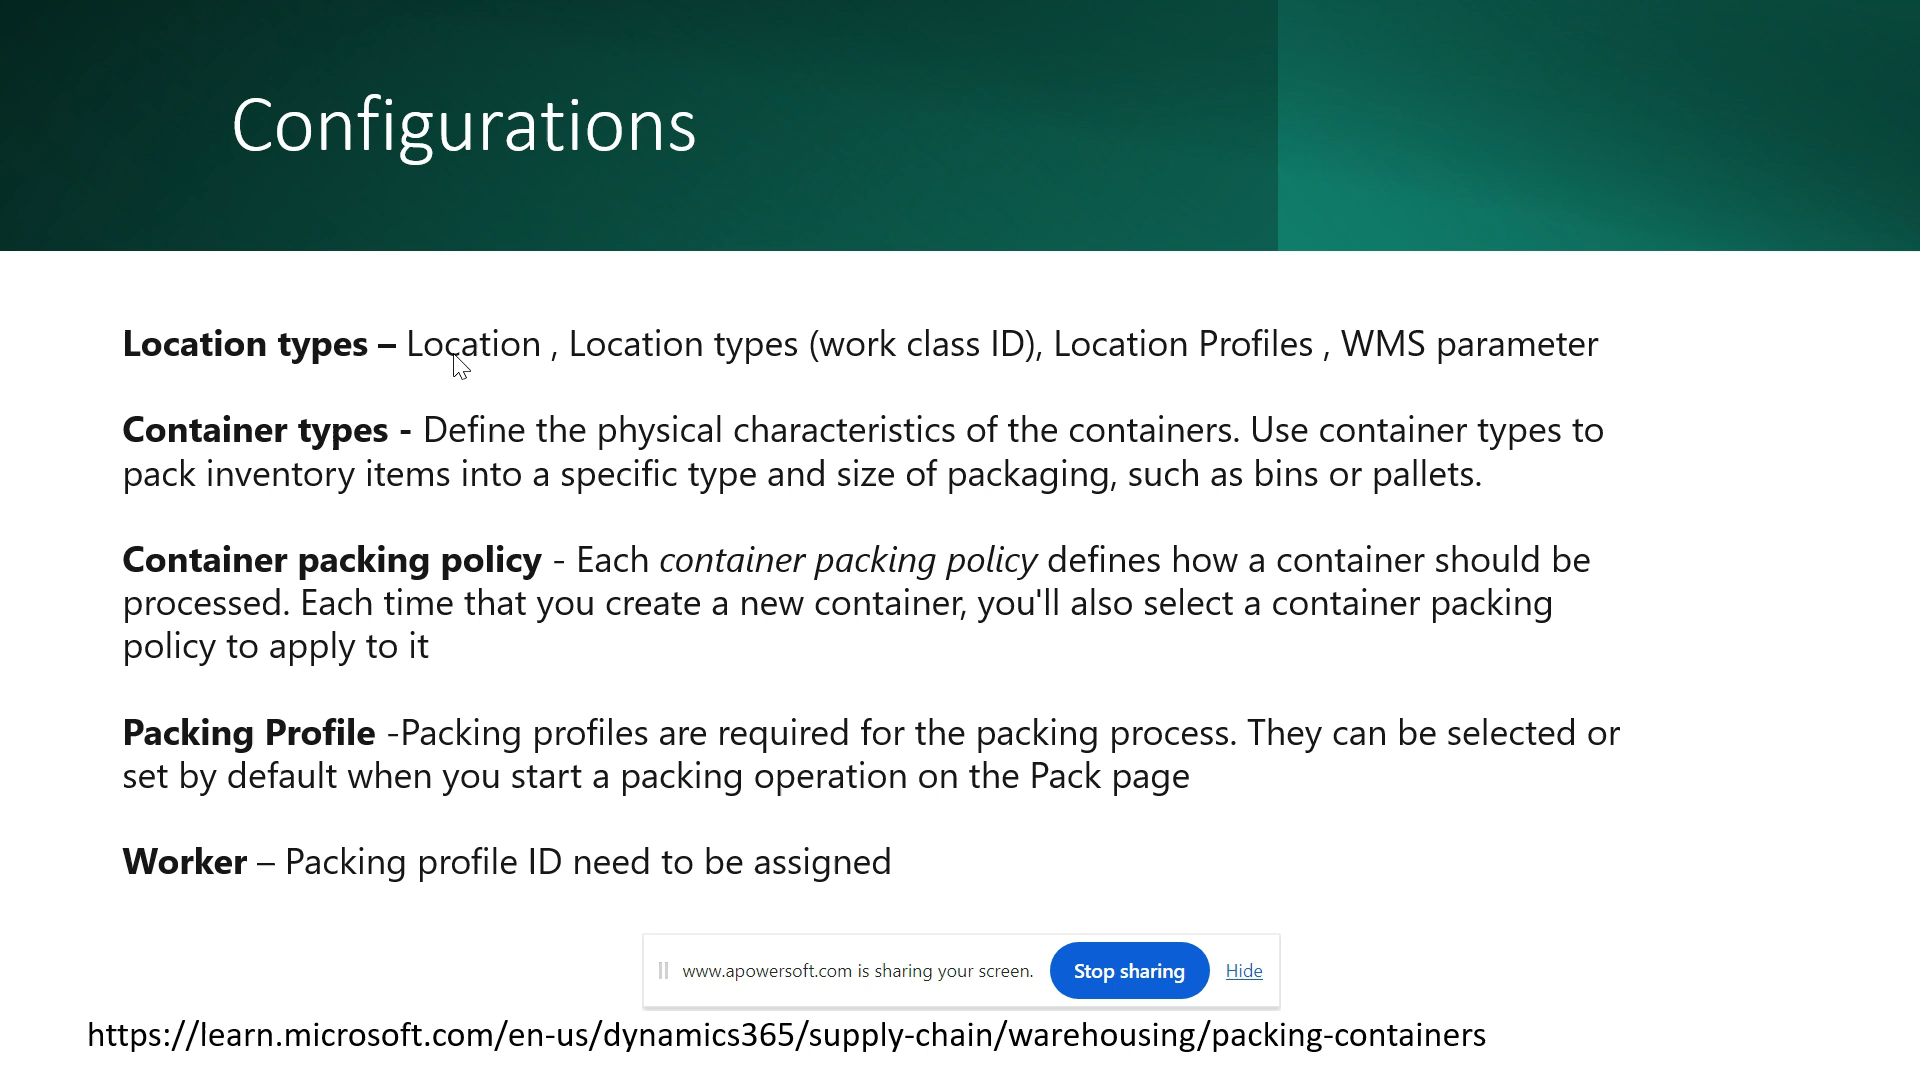 Configurations
Location types – Location , Location types (work class ID), Location Profiles , WMS parameter
Container types - Define the physical characteristics of the containers. Use container types to
pack inventory items into a specific type and size of packaging, such as bins or pallets.
Container packing policy - Each container packing policy defines how a container should be
processed. Each time that you create a new container, you'll also select a container packing
policy to apply to it
Packing Profile -Packing profiles are required for the packing process. They can be selected or
set by default when you start a packing operation on the Pack page
Worker – Packing profile ID need to be assigned
www.apowersoft.com is sharing your screen. Stop sharing Hide
https://learn.microsoft.com/en-us/dynamics365/supply-chain/warehousing/packing-containers